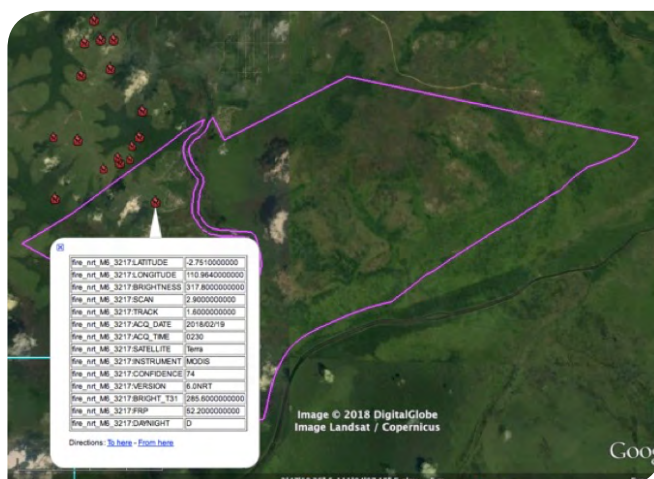 fire_nrt_M6_3217:LATITUDE -2.7510000000
fire_nrt_M6_3217:LONGITUDE 110.9640000000
fire_nrt_M6_3217:BRIGHTNESS 317.8000000000
fire_nrt_M6_3217:SCAN 2.9000000000
fire_nrt_M6_3217:TRACK 1.6000000000
fire_nrt_M6_3217:ACQ_DATE 2018/02/19
fire_nrt_M6_3217:ACQ_TIME 0230
fire_nrt_M6_3217:SATELLITE Terra
fire_nrt_M6_3217:INSTRUMENT MODIS
fire_nrt_M6_3217:CONFIDENCE 74
fire_nrt_M6_3217:VERSION 6.0NRT
fire_nrt_M6_3217:BRIGHT_T31 285.6000000000
fire_nrt_M6_3217:FRP 52.2000000000
fire_nrt_M6_3217:DAYNIGHT D
Directions: To here - From here
Image © 2018 DigitalGlobe
Image Landsat / Copernicus
Goo